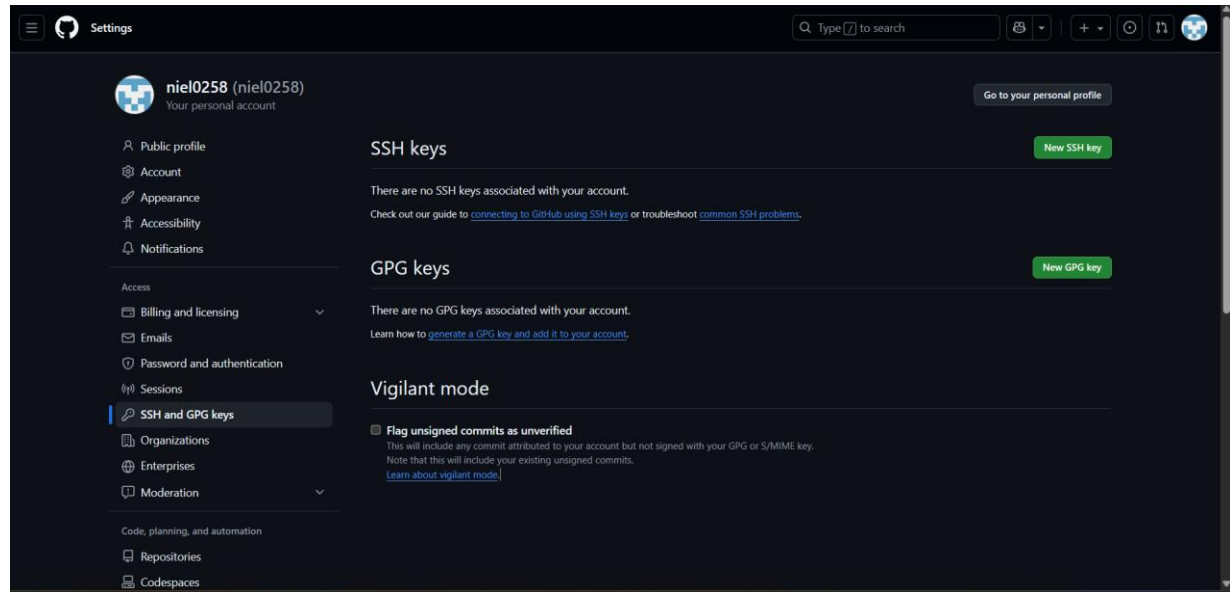 Settings
Type / to search
niel0258 (niel0258)
Your personal account
Go to your personal profile
Public profile
Account
Appearance
Accessibility
Notifications
Access
Billing and licensing
Emails
Password and authentication
Sessions
SSH and GPG keys
Organizations
Enterprises
Moderation
Code, planning, and automation
Repositories
Codespaces
SSH keys
New SSH key
There are no SSH keys associated with your account.
Check out our guide to connecting to GitHub using SSH keys or troubleshoot common SSH problems.
GPG keys
New GPG key
There are no GPG keys associated with your account.
Learn how to generate a GPG key and add it to your account.
Vigilant mode
Flag unsigned commits as unverified
This will include any commit attributed to your account but not signed with your GPG or S/MIME key.
Note that this will include your existing unsigned commits.
Learn about vigilant mode.